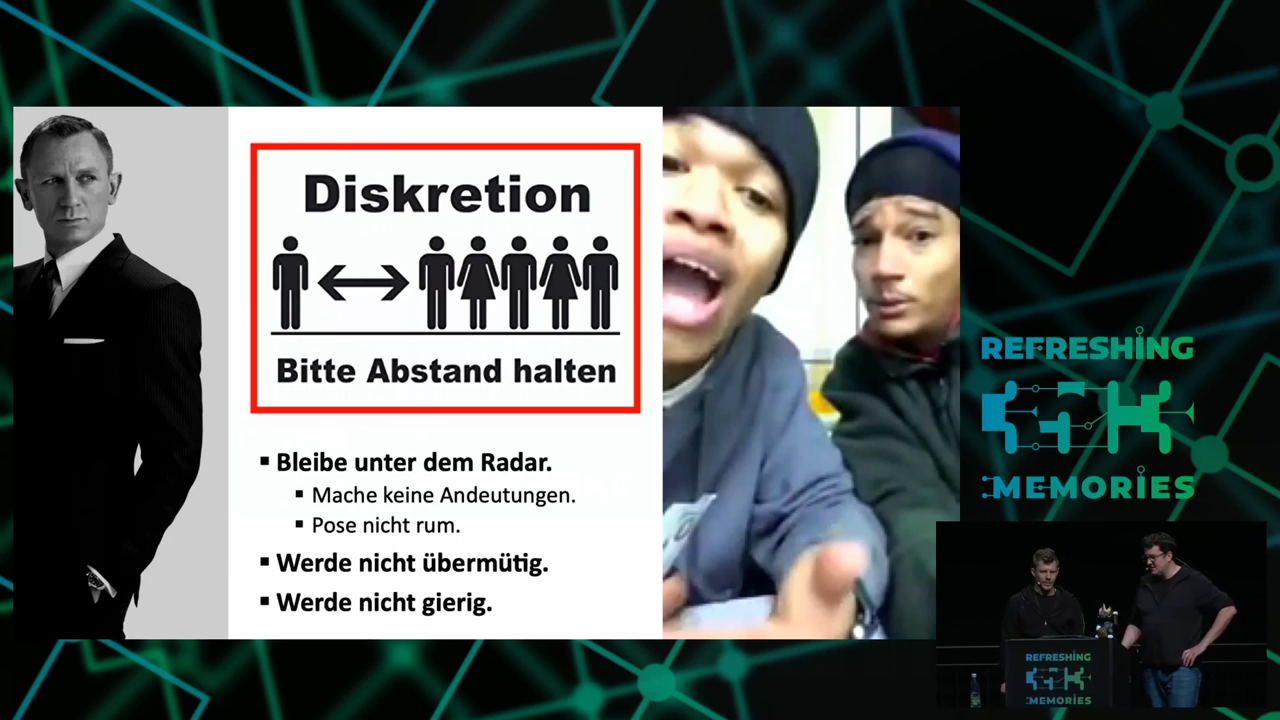 Diskretion
Bitte Abstand halten
▪ Bleibe unter dem Radar.
▪ Mache keine Andeutungen.
▪ Pose nicht rum.
▪ Werde nicht übermütig.
▪ Werde nicht gierig.
REFRESHING
MEMORIES
REFRESHING
MEMORIES